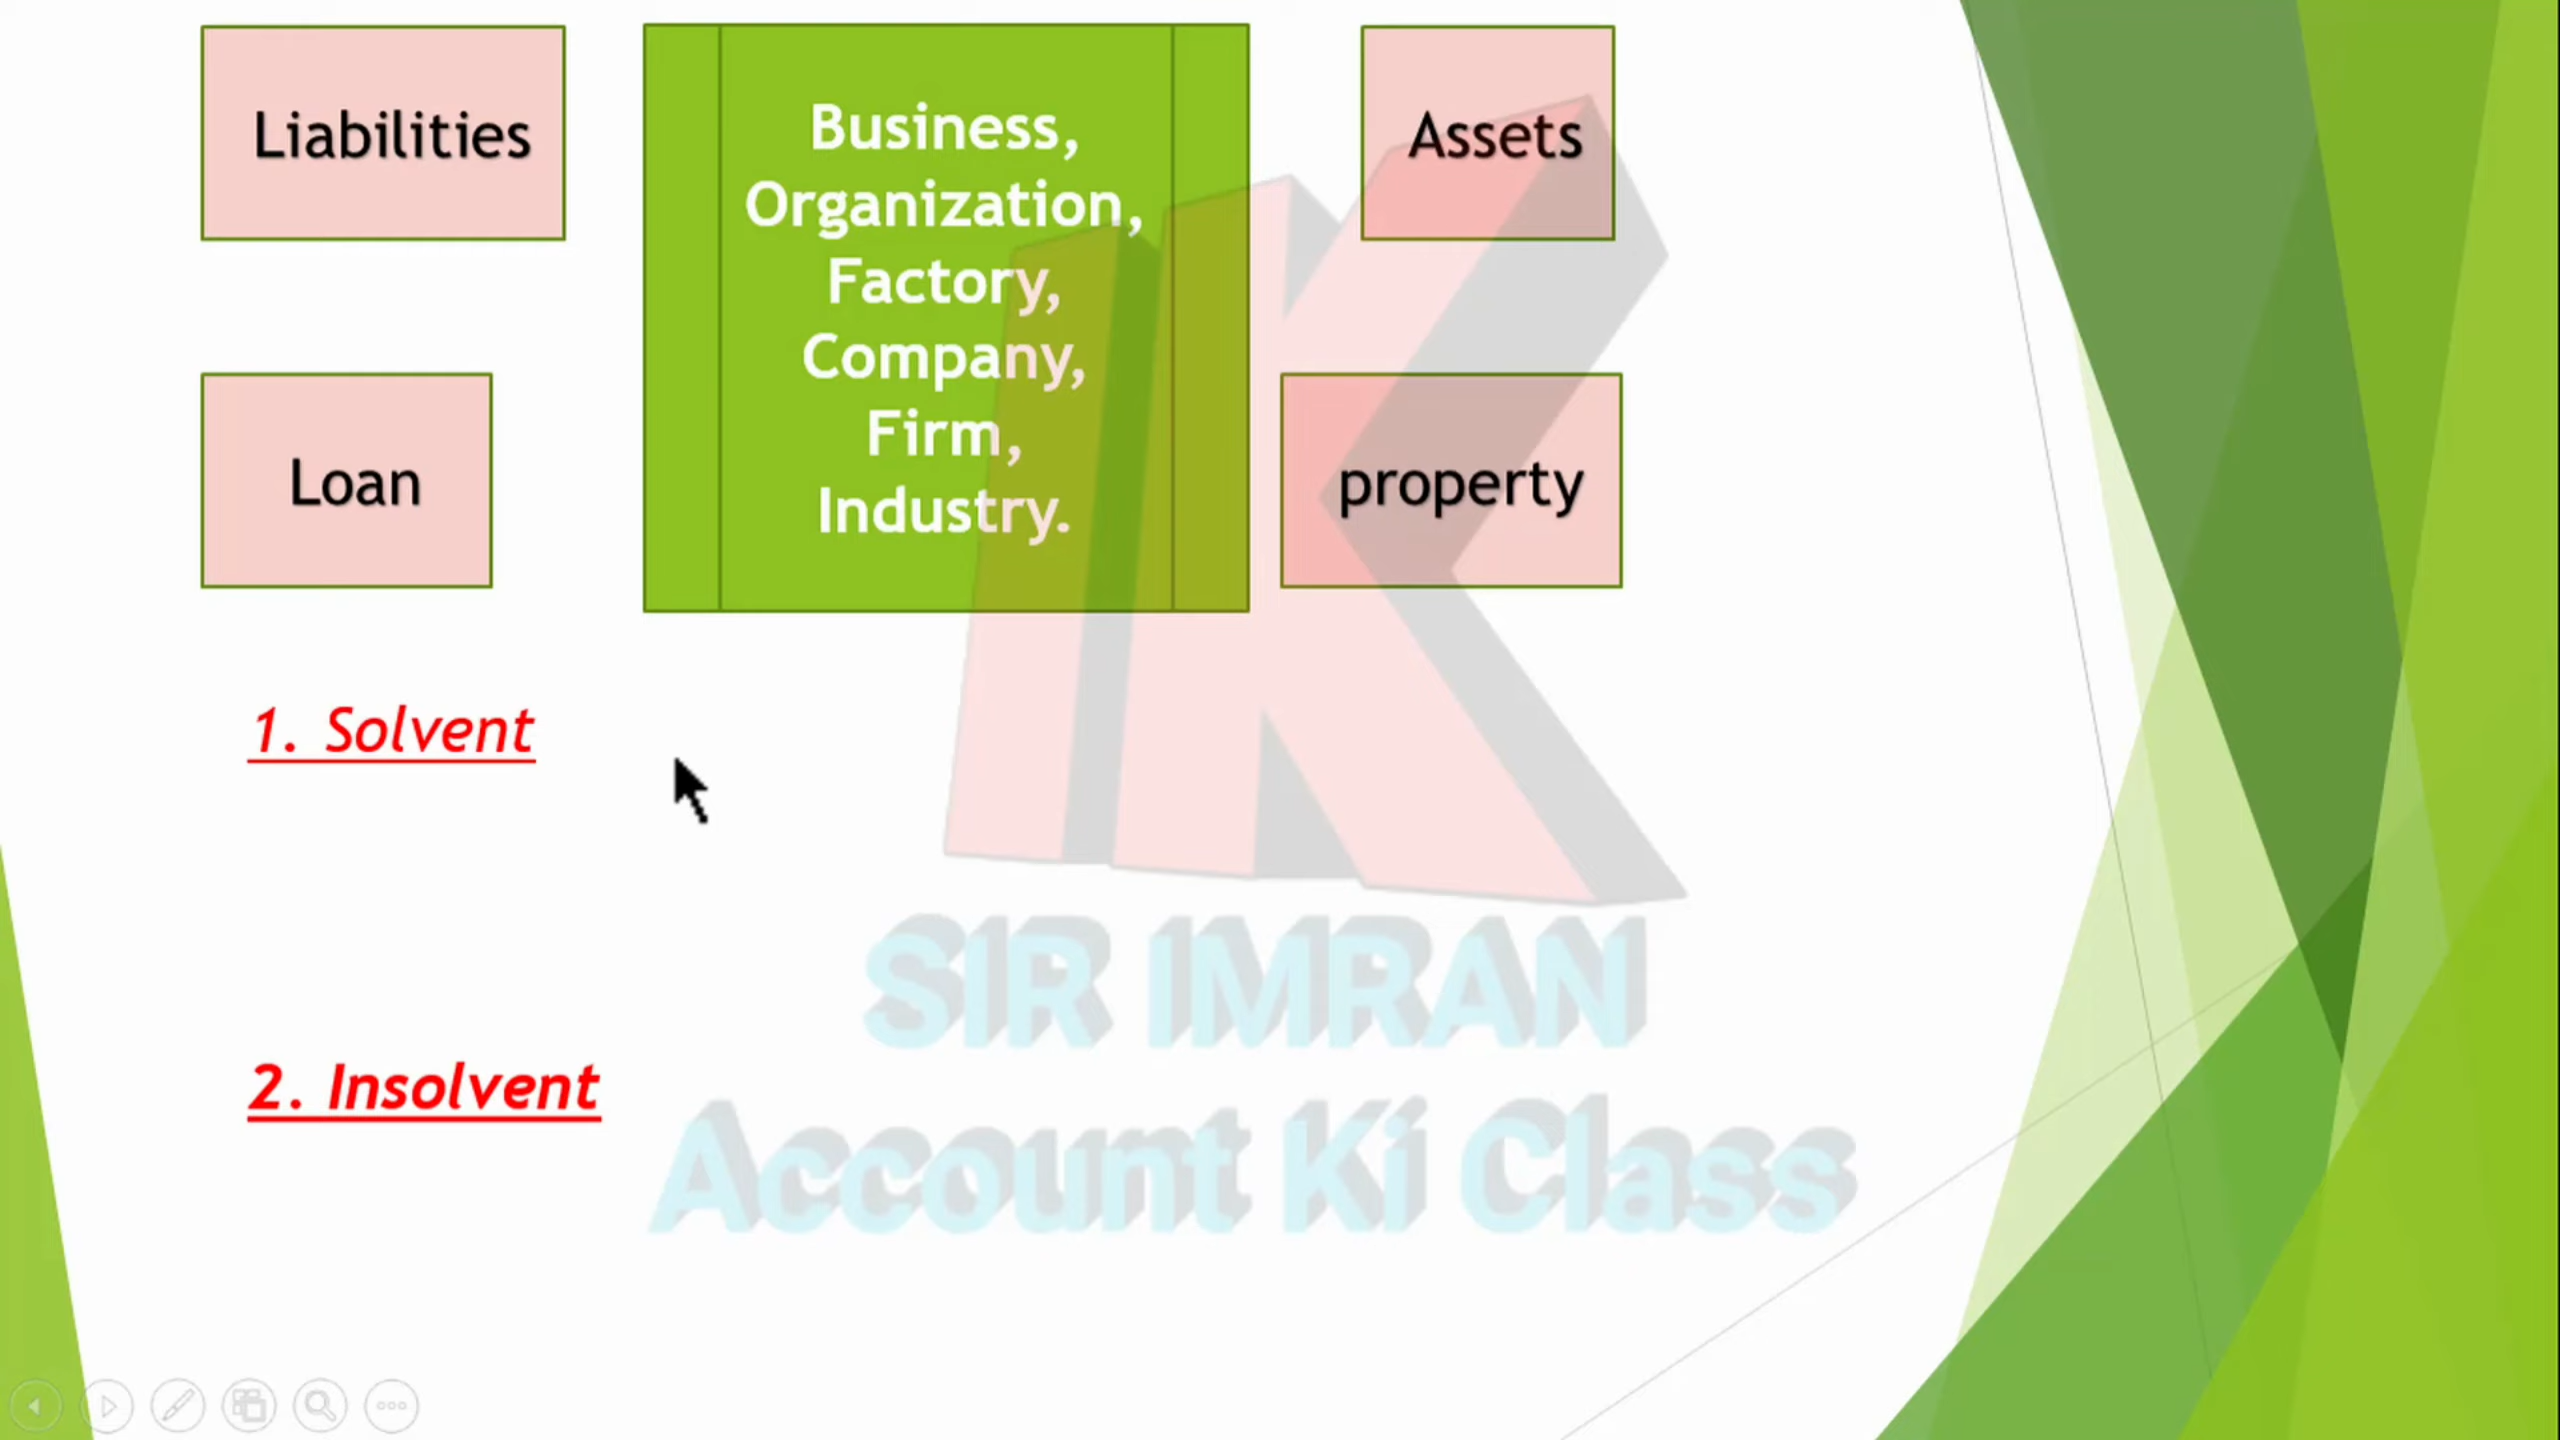 Liabilities
Business,
Organization,
Factory,
Company,
Firm,
Industry.
Assets
Loan
property
1. Solvent
2. Insolvent
SIR IMRAN
Account Ki Class